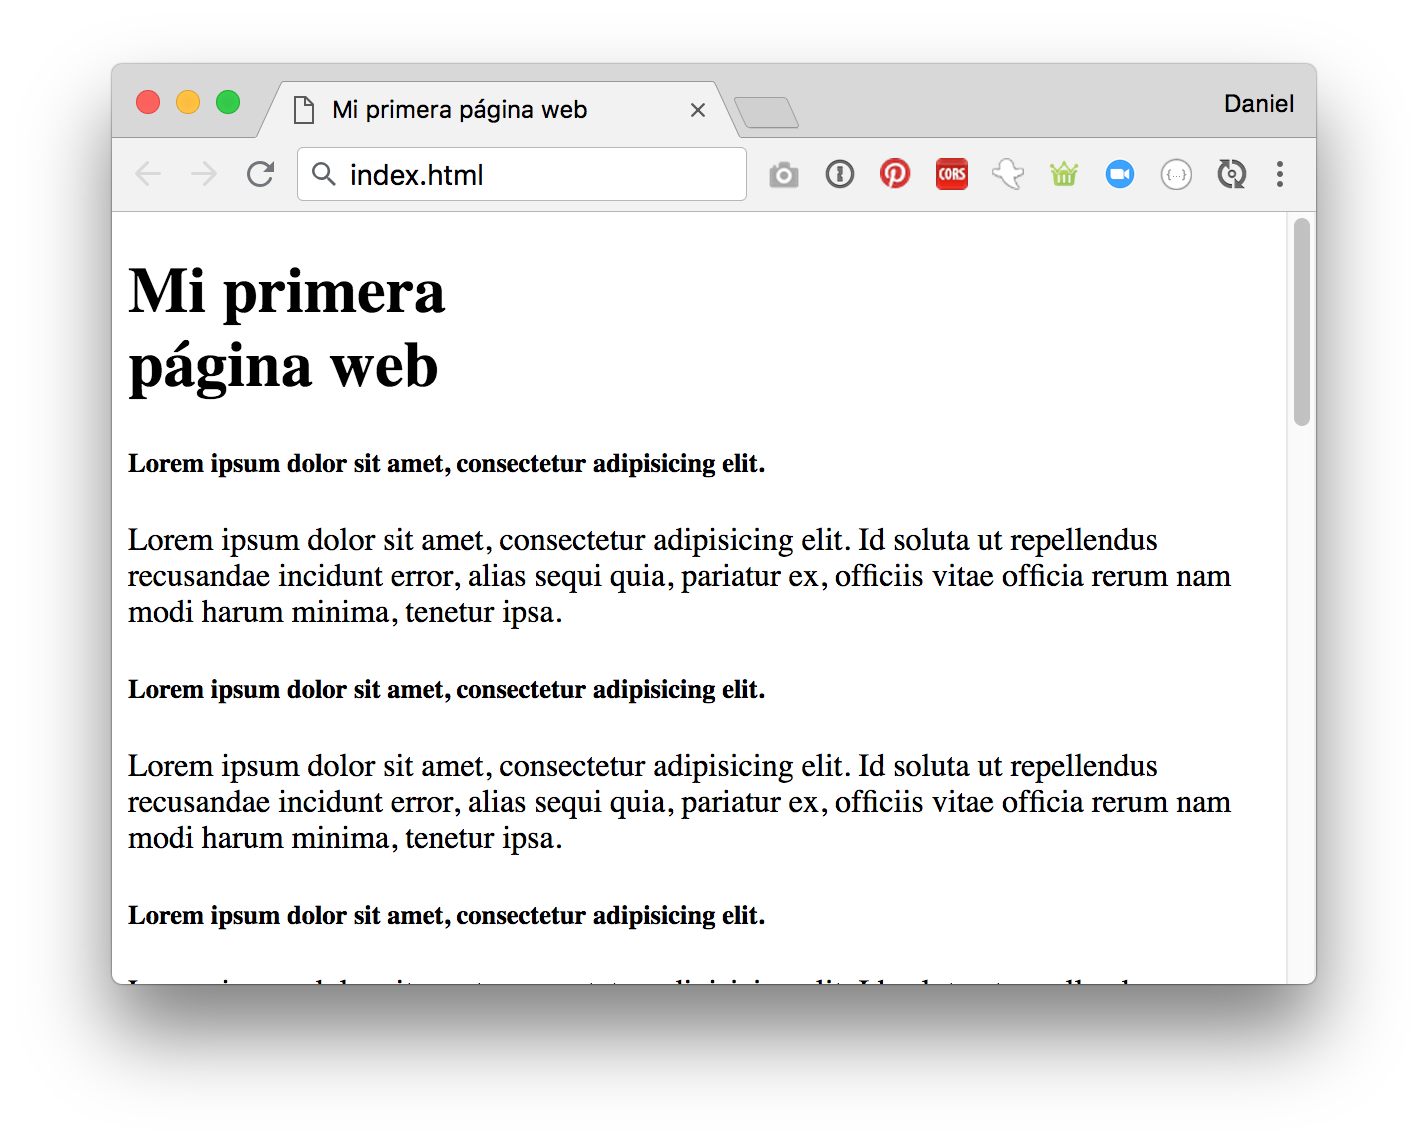 Mi primera página web
Daniel
index.html
CORS
{...}
Mi primera
página web
Lorem ipsum dolor sit amet, consectetur adipisicing elit.
Lorem ipsum dolor sit amet, consectetur adipisicing elit. Id soluta ut repellendus
recusandae incidunt error, alias sequi quia, pariatur ex, officiis vitae officia rerum nam
modi harum minima, tenetur ipsa.
Lorem ipsum dolor sit amet, consectetur adipisicing elit.
Lorem ipsum dolor sit amet, consectetur adipisicing elit. Id soluta ut repellendus
recusandae incidunt error, alias sequi quia, pariatur ex, officiis vitae officia rerum nam
modi harum minima, tenetur ipsa.
Lorem ipsum dolor sit amet, consectetur adipisicing elit.